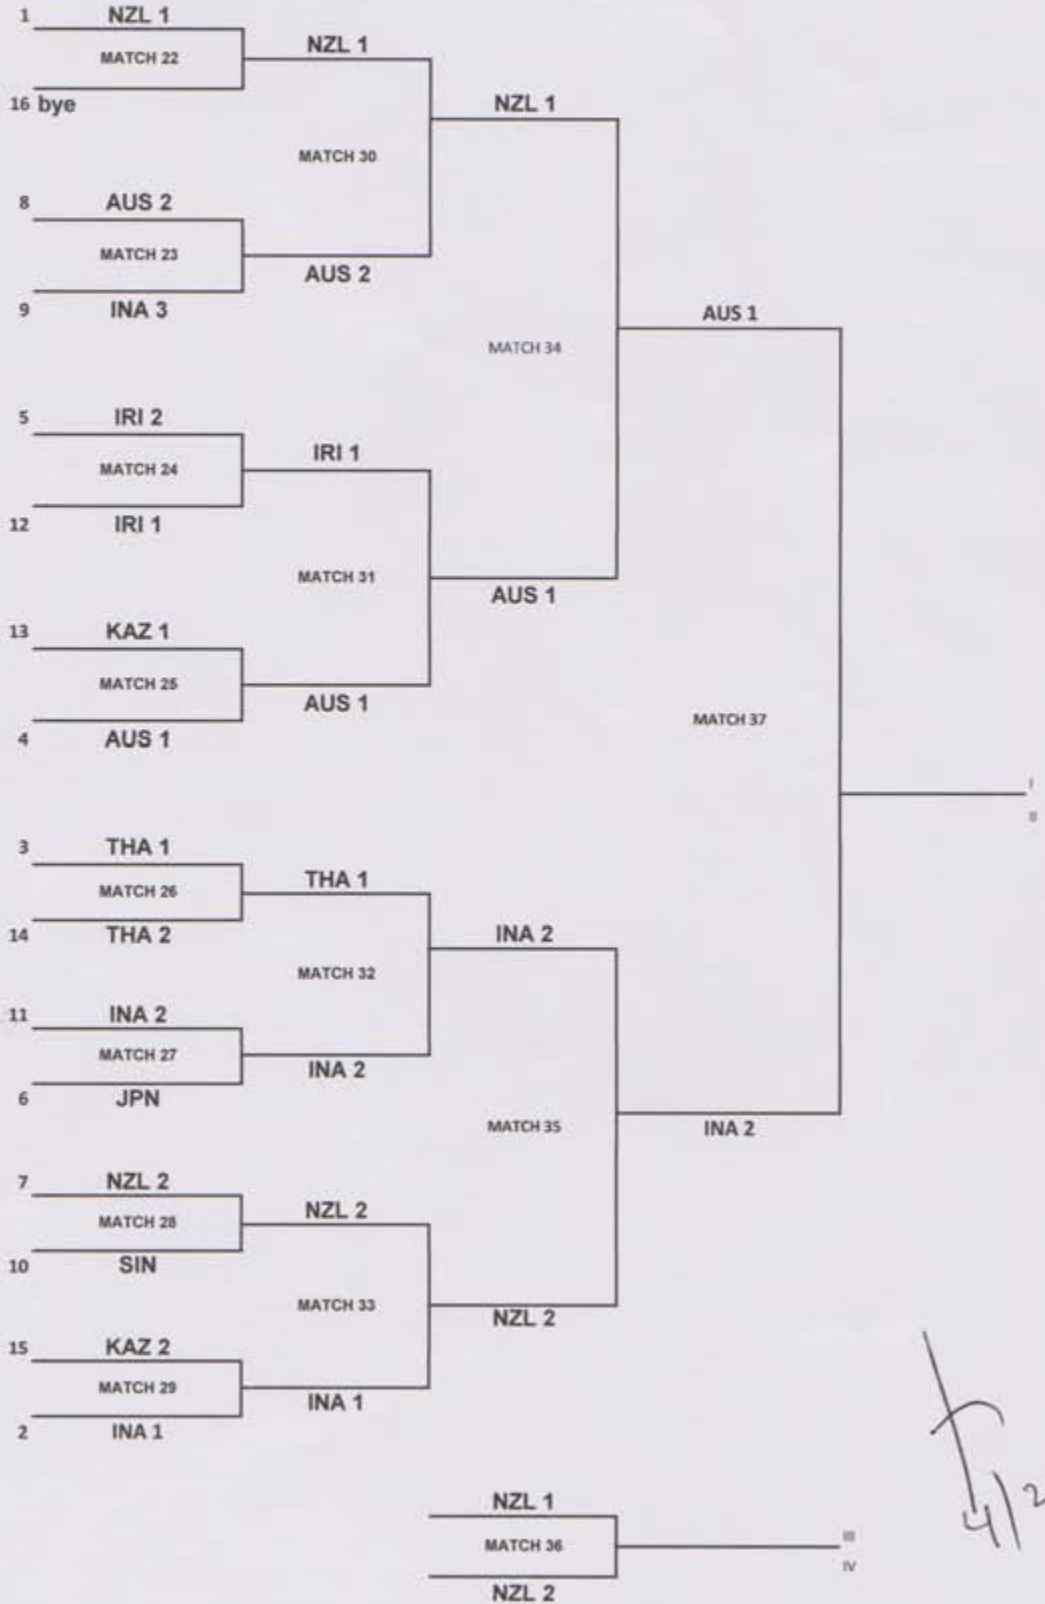 1 NZL 1
MATCH 22
NZL 1
16 bye
NZL 1
MATCH 30
8 AUS 2
MATCH 23
AUS 2
9 INA 3
AUS 1
MATCH 34
5 IRI 2
IRI 1
MATCH 24
12 IRI 1
MATCH 31
AUS 1
13 KAZ 1
MATCH 25
AUS 1
4 AUS 1
MATCH 37
I
II
3 THA 1
THA 1
MATCH 26
14 THA 2
INA 2
MATCH 32
11 INA 2
MATCH 27
INA 2
6 JPN
MATCH 35
INA 2
7 NZL 2
NZL 2
MATCH 28
10 SIN
MATCH 33
NZL 2
15 KAZ 2
MATCH 29
INA 1
2 INA 1
NZL 1
MATCH 36
III
IV
NZL 2